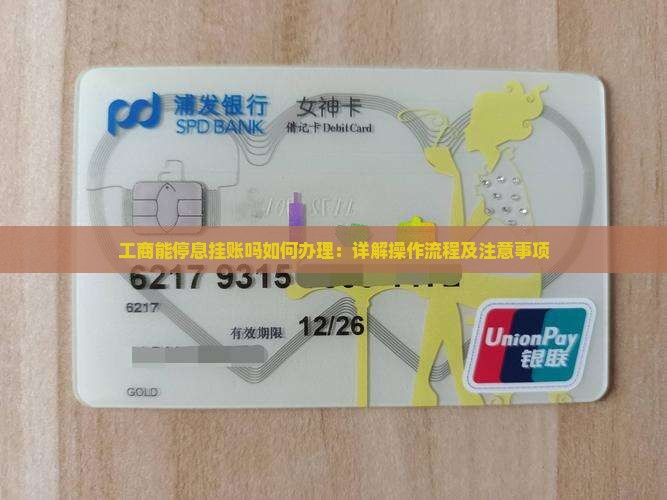 浦发银行
SPD BANK
女神卡
借记卡 Debit Card
工商能停息挂账吗如何办理：详解操作流程及注意事项
6217 9315
6217
有效期限 12/26
GOLD
UnionPay
银联